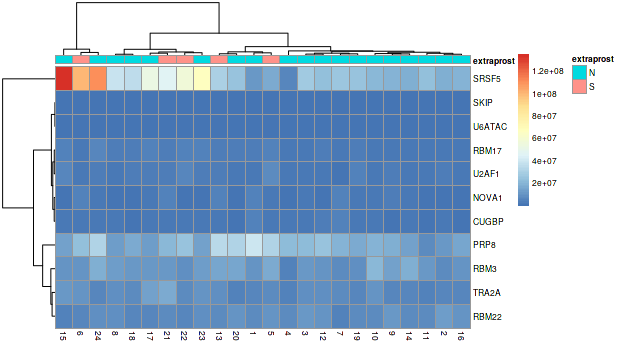 extraprost
SRSF5
SKIP
U6ATAC
RBM17
U2AF1
NOVA1
CUGBP
PRP8
RBM3
TRA2A
RBM22
15 6 24 8 18 17 21 22 23 13 20 1 5 4 3 12 7 19 10 9 14 11 2 16
1.2e+08
1e+08
8e+07
6e+07
4e+07
2e+07
extraprost
N
S